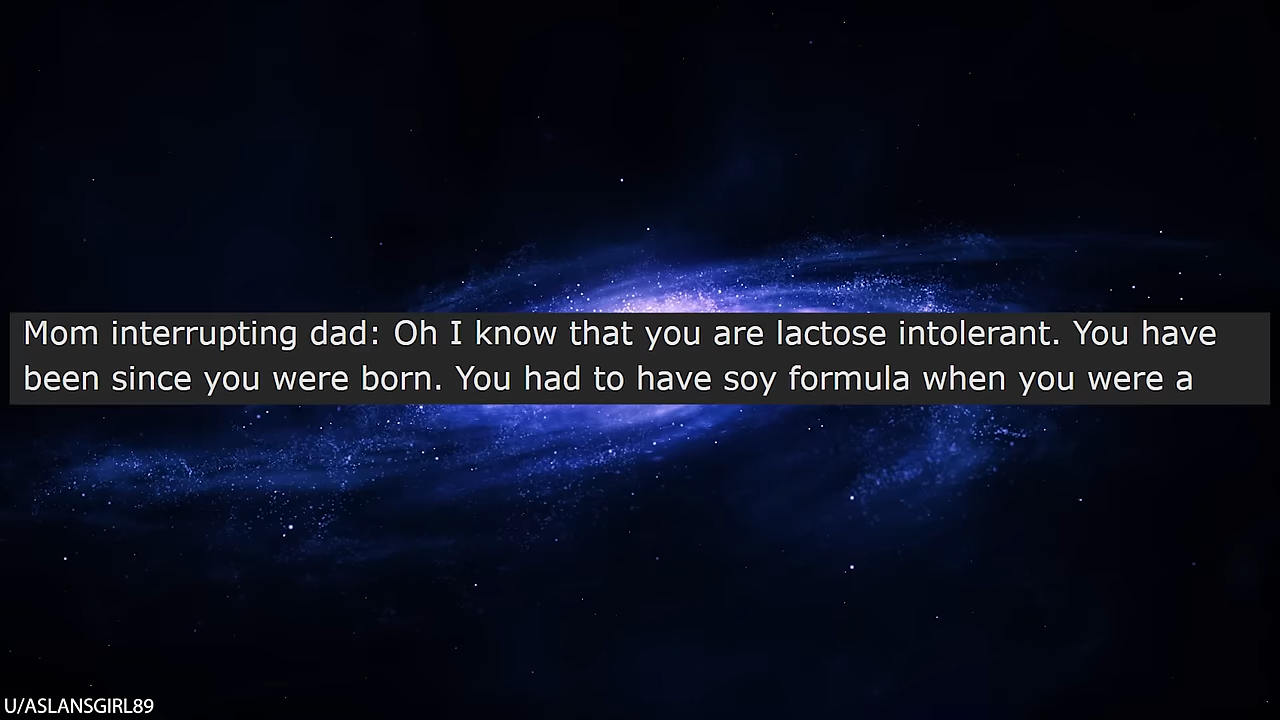 Mom interrupting dad: Oh I know that you are lactose intolerant. You have
been since you were born. You had to have soy formula when you were a
U/ASLANSGIRL89